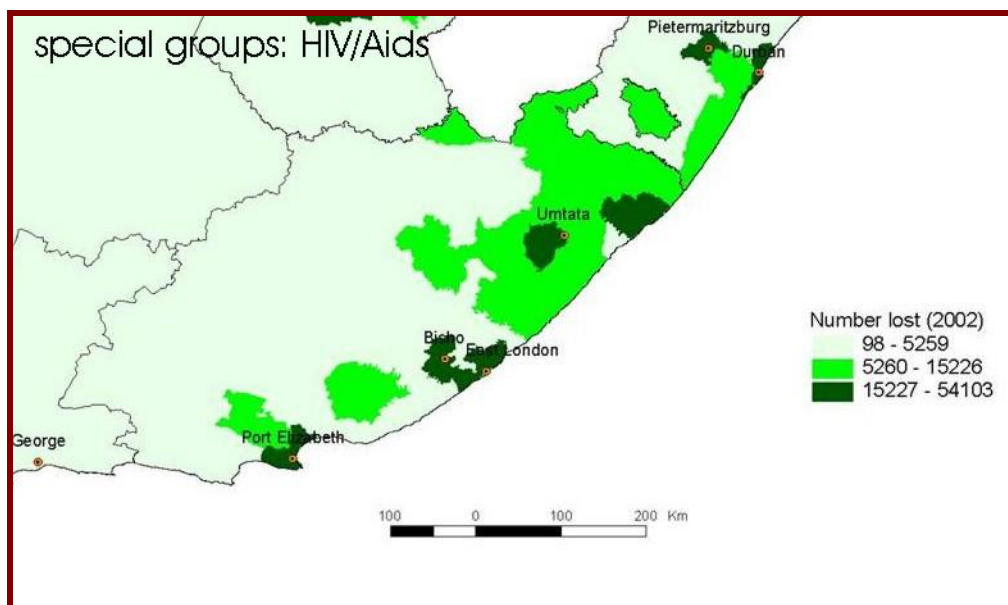 special groups: HIV/Aids
Pietermaritzburg
Durban
Umtata
Bisho
East London
Port Elizabeth
George
Number lost (2002)
98 - 5259
5260 - 15226
15227 - 54103
100 0 100 200 Km